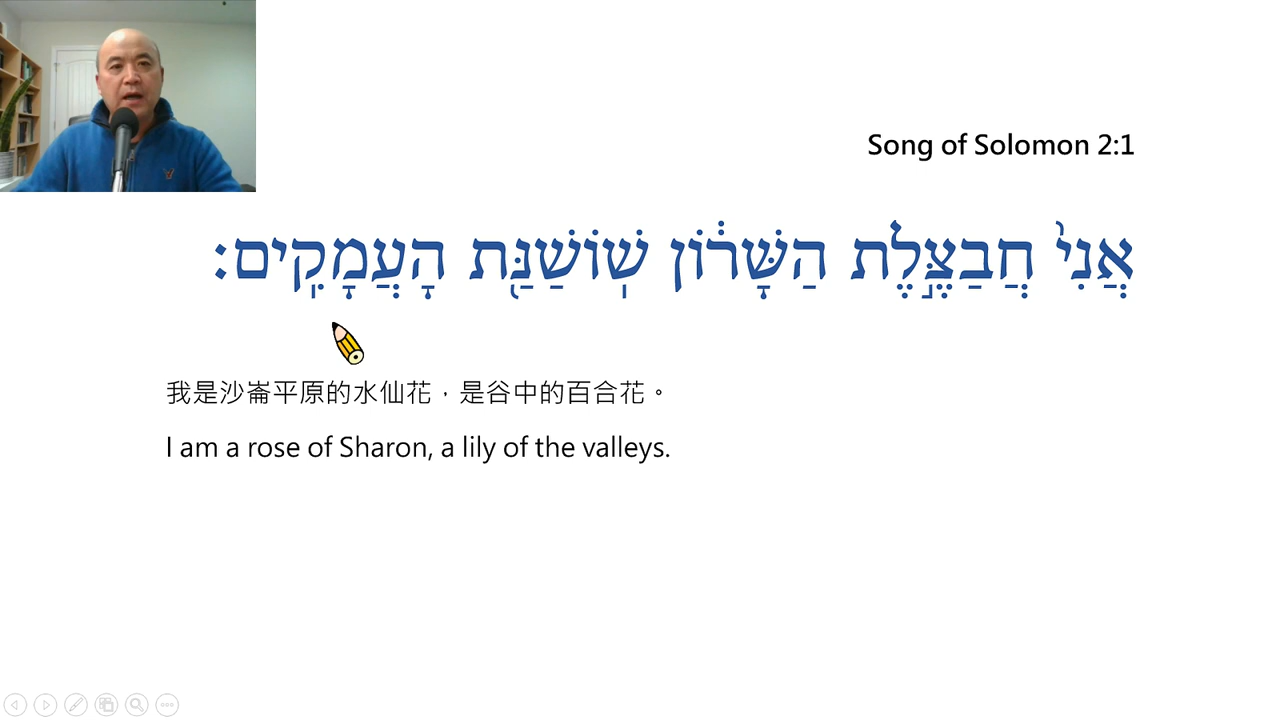 Song of Solomon 2:1
אֲנִי֙ חֲבַצֶּ֣לֶת הַשָּׁר֔וֹן שֽׁוֹשַׁנַּ֖ת הָעֲמָקִֽים׃
我是沙崙平原的水仙花，是谷中的百合花。
I am a rose of Sharon, a lily of the valleys.